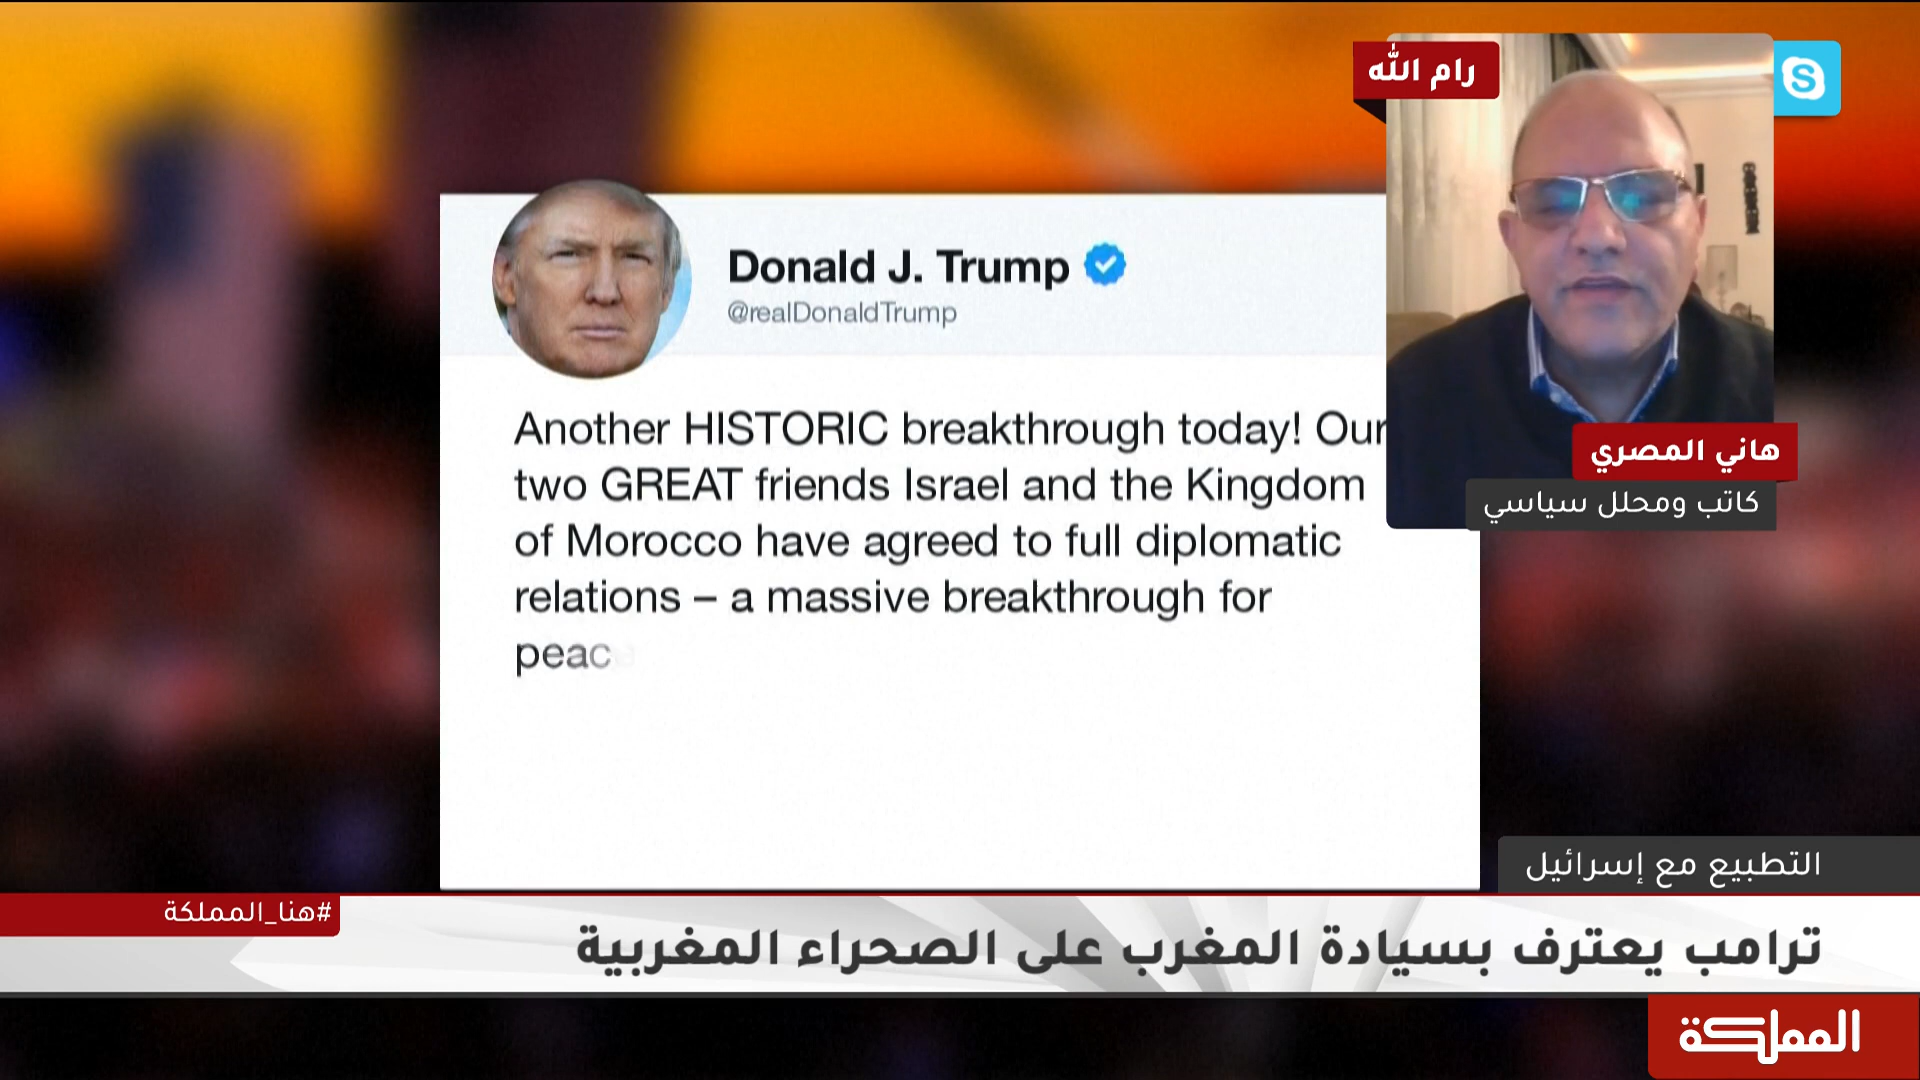 رام الله
Donald J. Trump
@realDonaldTrump
Another HISTORIC breakthrough today! Our
two GREAT friends Israel and the Kingdom
of Morocco have agreed to full diplomatic
relations – a massive breakthrough for
peac
هاني المصري
كاتب ومحلل سياسي
التطبيع مع إسرائيل
#هنا_المملكة
ترامب يعترف بسيادة المغرب على الصحراء المغربية
المملكة